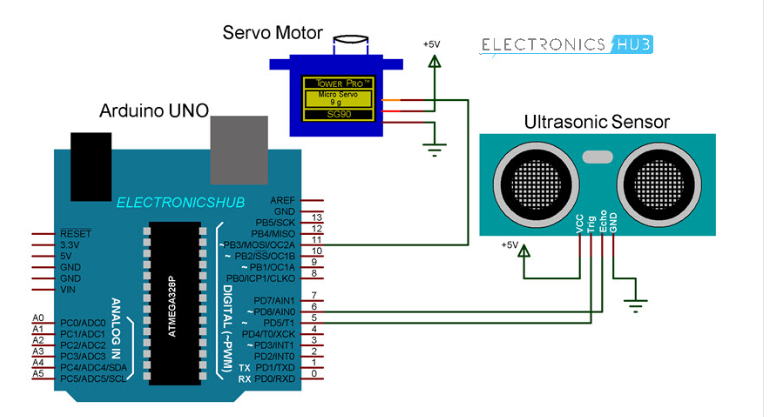 Servo Motor
+5V
ELECTRONICS HUB
TOWER PRO™
Micro Servo
9 g
SG90
Arduino UNO
Ultrasonic Sensor
ELECTRONICSHUB
AREF
GND
PB5/SCK 13
PB4/MISO 12
~PB3/MOSI/OC2A 11
~ PB2/SS/OC1B 10
~ PB1/OC1A 9
PB0/ICP1/CLKO 8
PD7/AIN1 7
~ PD6/AIN0 6
~ PD5/T1 5
PD4/T0/XCK 4
~ PD3/INT1 3
PD2/INT0 2
TX PD1/TXD 1
RX PD0/RXD 0
DIGITAL (~PWM)
ATMEGA328P
ANALOG IN
RESET
3.3V
5V
GND
GND
VIN
A0 PC0/ADC0
A1 PC1/ADC1
A2 PC2/ADC2
A3 PC3/ADC3
A4 PC4/ADC4/SDA
A5 PC5/ADC5/SCL
VCC
Trig
Echo
GND
+5V